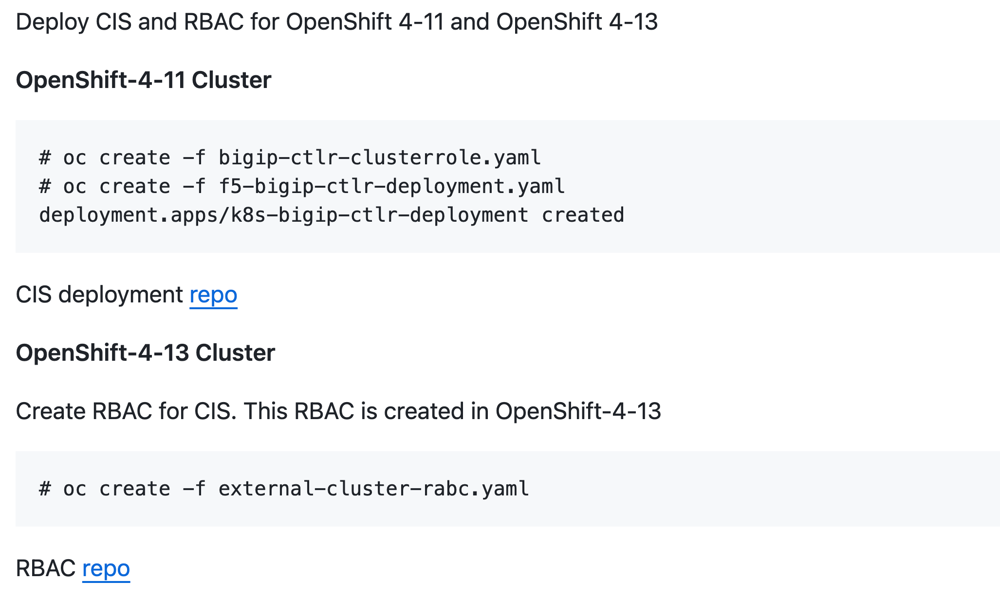 Deploy CIS and RBAC for OpenShift 4-11 and OpenShift 4-13
OpenShift-4-11 Cluster
# oc create -f bigip-ctlr-clusterrole.yaml
# oc create -f f5-bigip-ctlr-deployment.yaml
deployment.apps/k8s-bigip-ctlr-deployment created
CIS deployment repo
OpenShift-4-13 Cluster
Create RBAC for CIS. This RBAC is created in OpenShift-4-13
# oc create -f external-cluster-rabc.yaml
RBAC repo